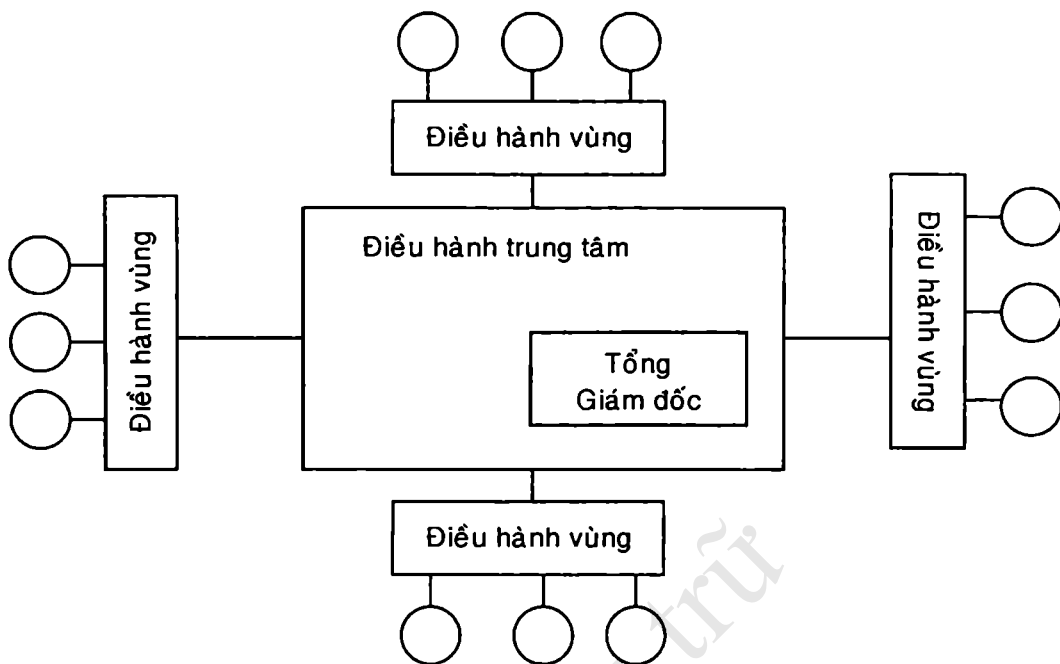 Điều hành vùng
Điều hành trung tâm
Điều hành vùng
Điều hành vùng
Tổng
Giám đốc
Điều hành vùng
trữ